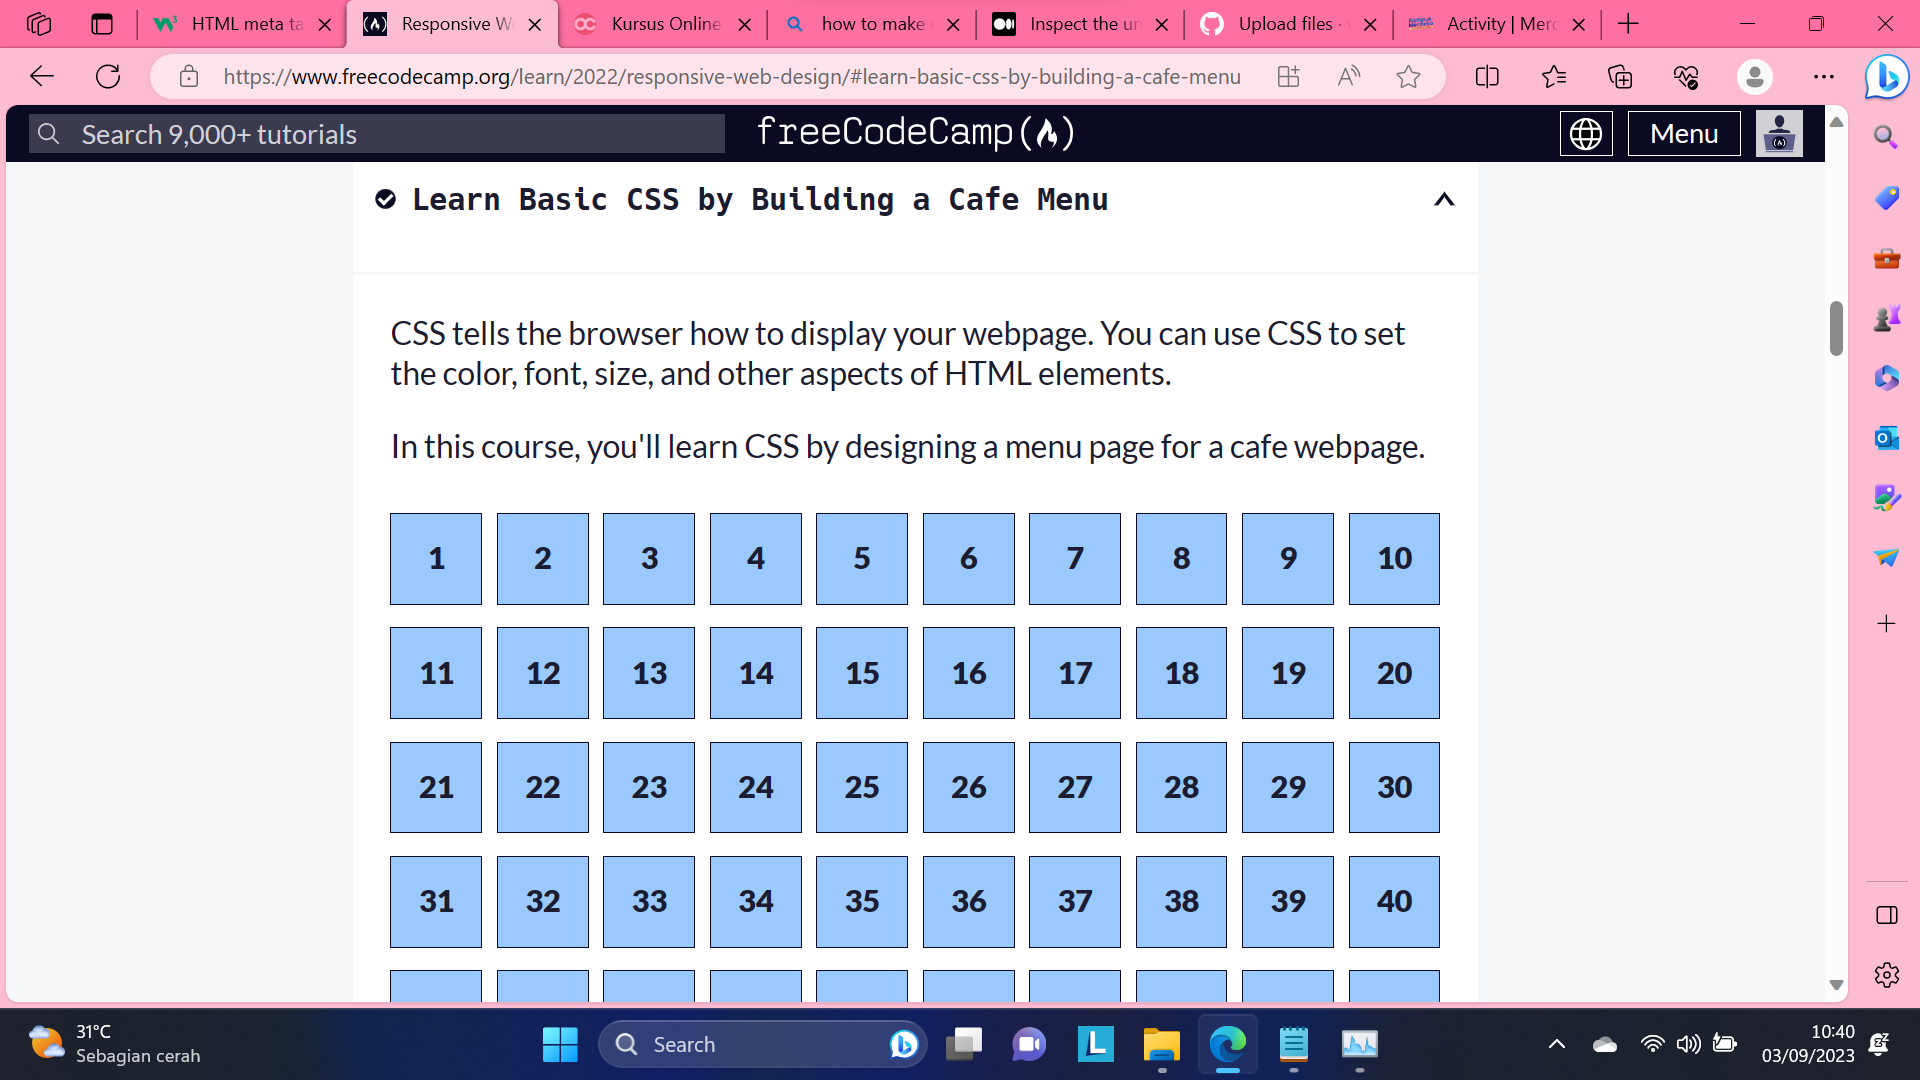 HTML meta ta
Responsive W
Kursus Online
how to make
Inspect the un
Upload files ·
Activity | Merd
https://www.freecodecamp.org/learn/2022/responsive-web-design/#learn-basic-css-by-building-a-cafe-menu
Search 9,000+ tutorials
freeCodeCamp
Menu
Learn Basic CSS by Building a Cafe Menu
CSS tells the browser how to display your webpage. You can use CSS to set
the color, font, size, and other aspects of HTML elements.
In this course, you'll learn CSS by designing a menu page for a cafe webpage.
1 2 3 4 5 6 7 8 9 10
11 12 13 14 15 16 17 18 19 20
21 22 23 24 25 26 27 28 29 30
31 32 33 34 35 36 37 38 39 40
31°C
Sebagian cerah
Search
10:40
03/09/2023